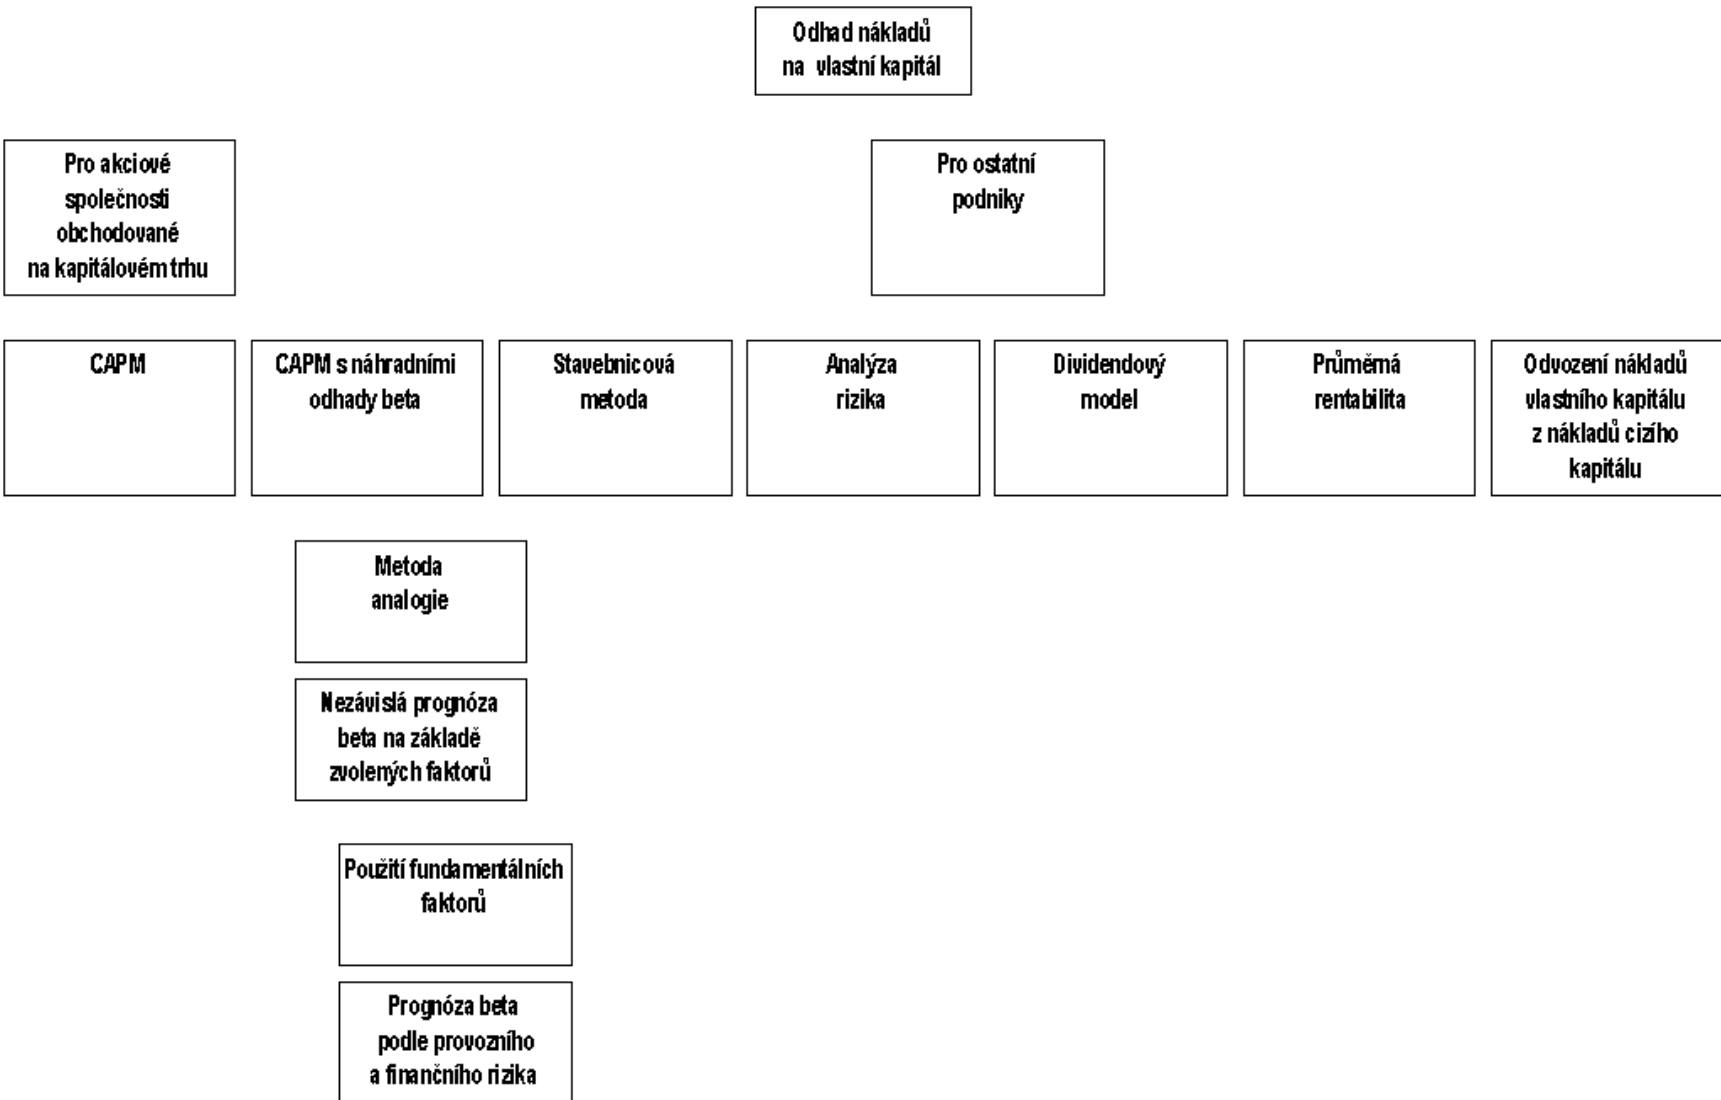 Odhad nákladů
na vlastní kapitál
Pro akciové
společnosti
obchodované
na kapitálovém trhu
Pro ostatní
podniky
CAPM
CAPM s náhradními
odhady beta
Stavebnicová
metoda
Analýza
rizika
Dividendový
model
Průměrná
rentabilita
Odvození nákladů
vlastního kapitálu
z nákladů cizího
kapitálu
Metoda
analogie
Nezávislá prognóza
beta na základě
zvolených faktorů
Použití fundamentálních
faktorů
Prognóza beta
podle provozního
a finančního rizika